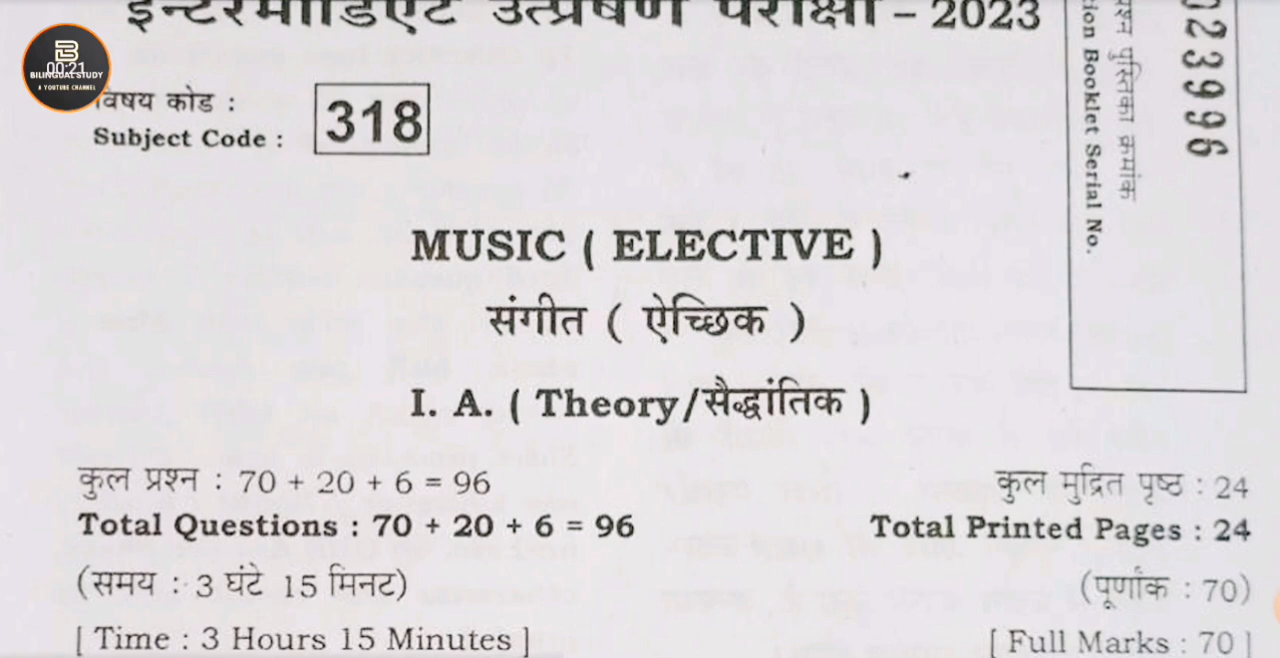 इन्टरमीडिएट उत्प्रेषण परीक्षा – 2023
00:21
BILINGUAL STUDY
A YOUTUBE CHANNEL
विषय कोड :
Subject Code :
318
पुस्तिका क्रमांक
Booklet Serial No.
023996
MUSIC ( ELECTIVE )
संगीत ( ऐच्छिक )
I. A. ( Theory/सैद्धांतिक )
कुल प्रश्न : 70 + 20 + 6 = 96
कुल मुद्रित पृष्ठ : 24
Total Questions : 70 + 20 + 6 = 96
Total Printed Pages : 24
(समय : 3 घंटे 15 मिनट)
(पूर्णांक : 70)
[ Time : 3 Hours 15 Minutes ]
[ Full Marks : 70 ]